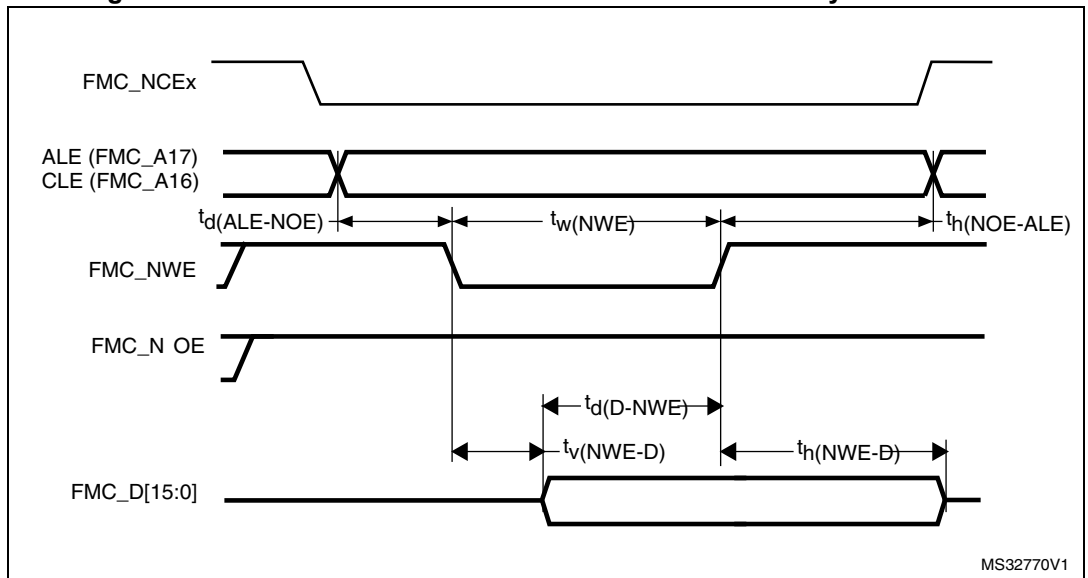 FMC_NCEx
ALE (FMC_A17)
CLE (FMC_A16)
td(ALE-NOE)
tw(NWE)
th(NOE-ALE)
FMC_NWE
FMC_N OE
td(D-NWE)
tv(NWE-D)
th(NWE-D)
FMC_D[15:0]
MS32770V1